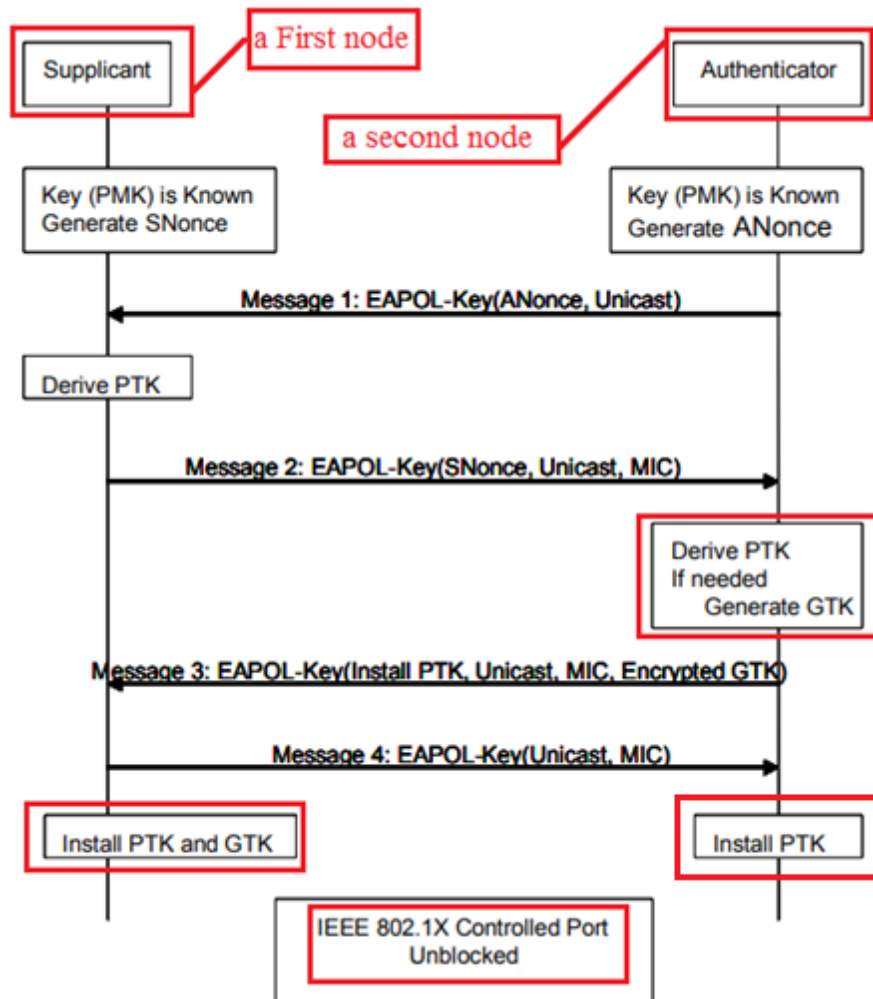 a First node
Supplicant
Authenticator
a second node
Key (PMK) is Known
Generate SNonce
Key (PMK) is Known
Generate ANonce
Message 1: EAPOL-Key(ANonce, Unicast)
Derive PTK
Message 2: EAPOL-Key(SNonce, Unicast, MIC)
Derive PTK
If needed
Generate GTK
Message 3: EAPOL-Key(Install PTK, Unicast, MIC, Encrypted GTK)
Message 4: EAPOL-Key(Unicast, MIC)
Install PTK and GTK
Install PTK
IEEE 802.1X Controlled Port
Unblocked